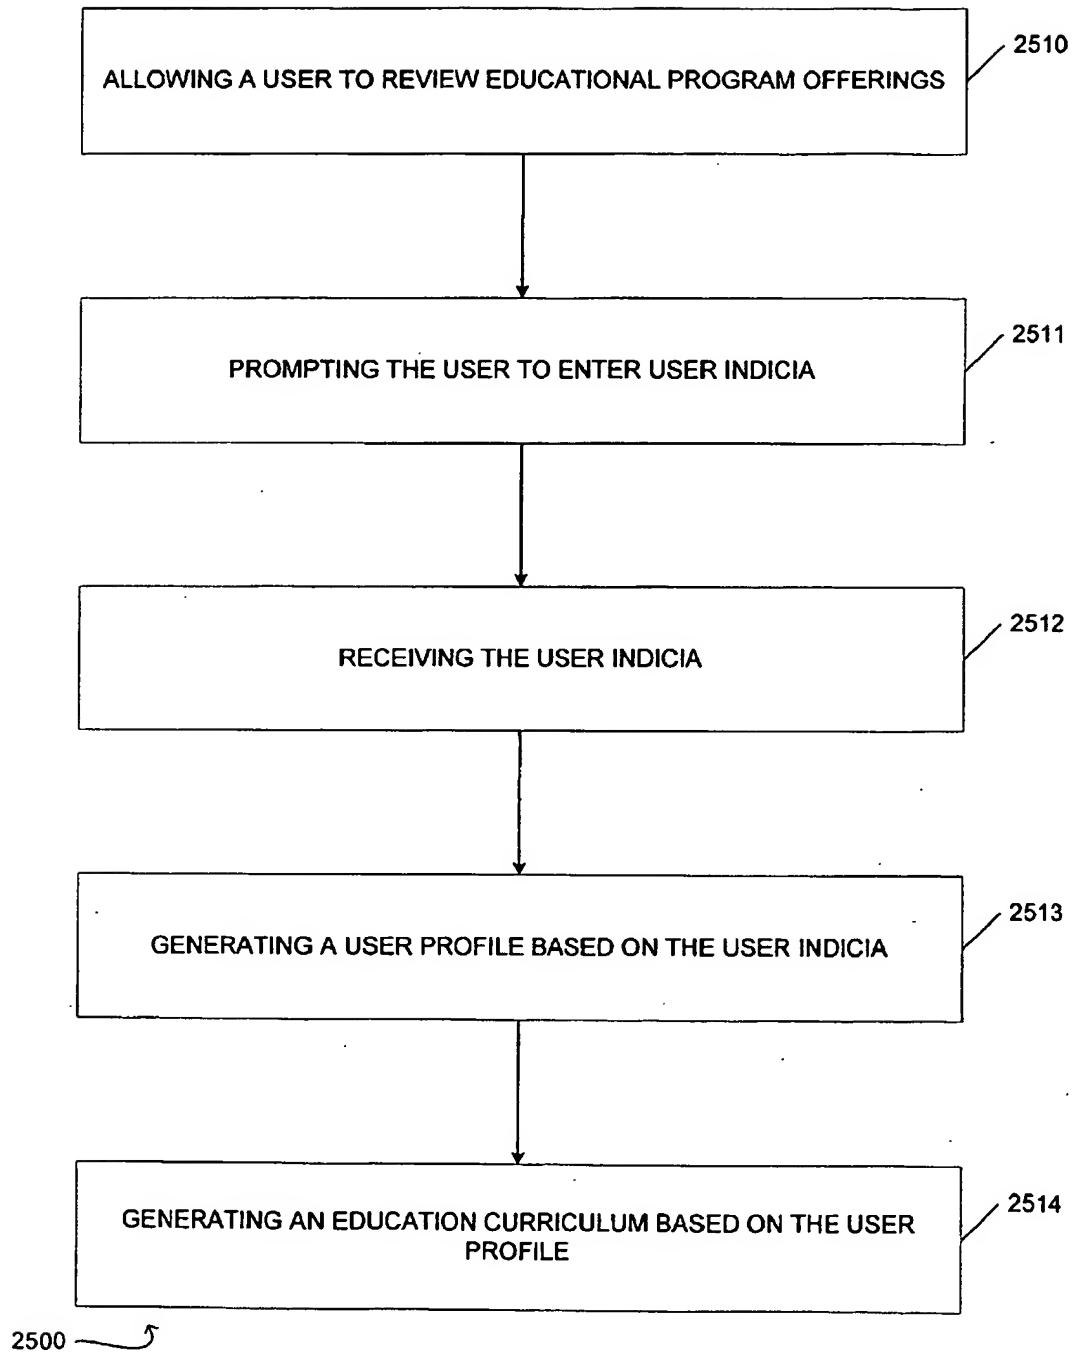 ALLOWING A USER TO REVIEW EDUCATIONAL PROGRAM OFFERINGS
2510
PROMPTING THE USER TO ENTER USER INDICIA
2511
RECEIVING THE USER INDICIA
2512
GENERATING A USER PROFILE BASED ON THE USER INDICIA
2513
GENERATING AN EDUCATION CURRICULUM BASED ON THE USER
PROFILE
2514
2500